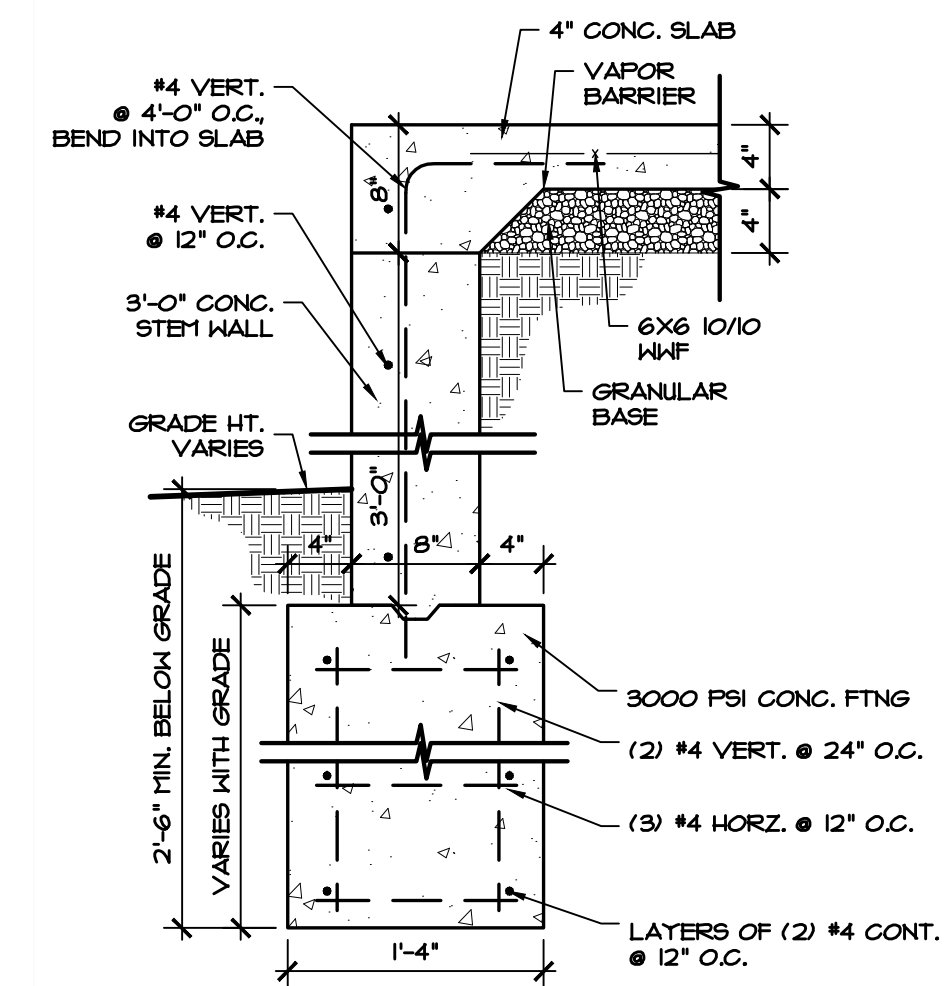 4" CONC. SLAB
VAPOR
BARRIER
#4 VERT.
@ 4'-0" O.C.,
BEND INTO SLAB
8"
4"
4"
#4 VERT.
@ 12" O.C.
3'-0" CONC.
STEM WALL
6X6 10/10
WWF
GRANULAR
BASE
GRADE HT.
VARIES
3'-0"
4"
8"
4"
2'-6" MIN. BELOW GRADE
VARIES WITH GRADE
3000 PSI CONC. FTNG
(2) #4 VERT. @ 24" O.C.
(3) #4 HORZ. @ 12" O.C.
LAYERS OF (2) #4 CONT.
@ 12" O.C.
1'-4"